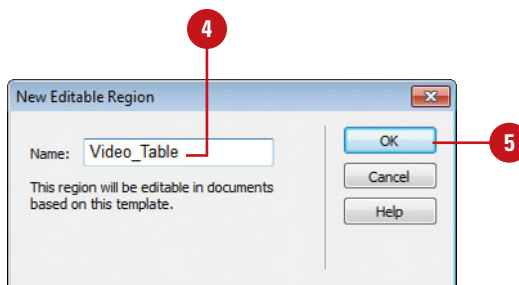 4
New Editable Region
Name: Video_Table
OK
5
This region will be editable in documents
based on this template.
Cancel
Help